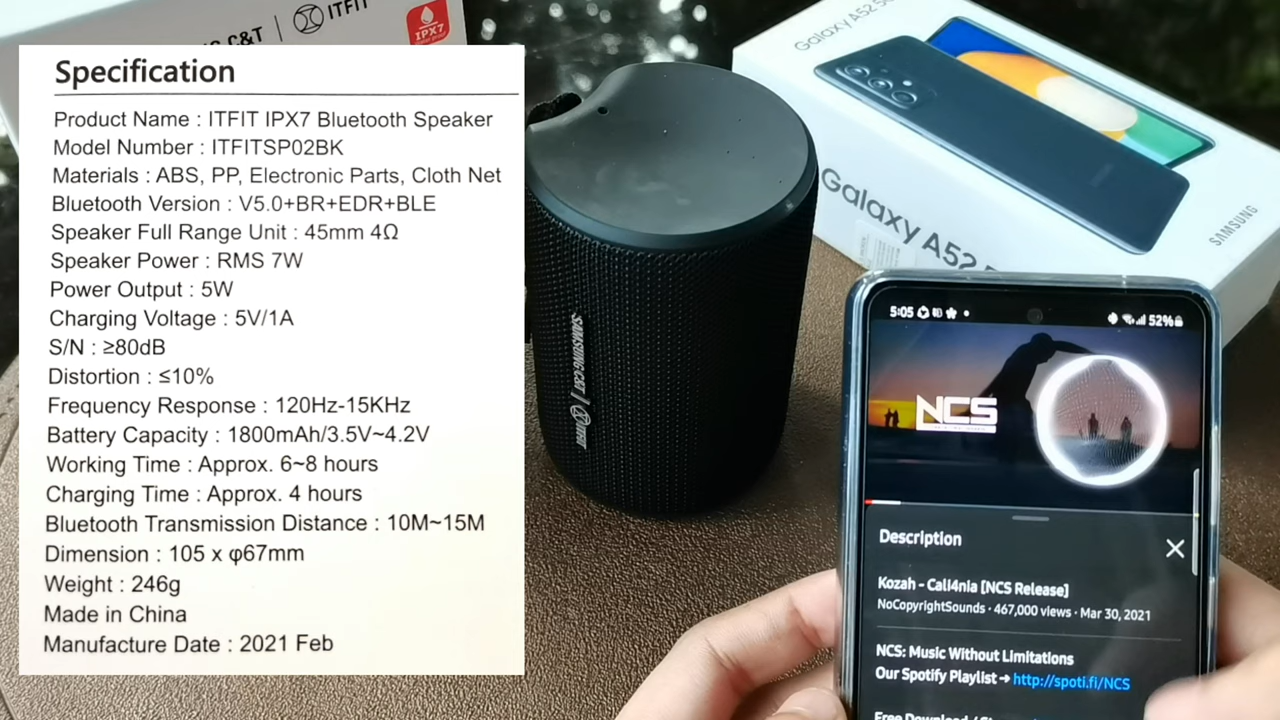 C&T | ITFIT
IPX7
Specification
Product Name : ITFIT IPX7 Bluetooth Speaker
Model Number : ITFITSP02BK
Materials : ABS, PP, Electronic Parts, Cloth Net
Bluetooth Version : V5.0+BR+EDR+BLE
Speaker Full Range Unit : 45mm 4Ω
Speaker Power : RMS 7W
Power Output : 5W
Charging Voltage : 5V/1A
S/N : ≥80dB
Distortion : ≤10%
Frequency Response : 120Hz-15KHz
Battery Capacity : 1800mAh/3.5V~4.2V
Working Time : Approx. 6~8 hours
Charging Time : Approx. 4 hours
Bluetooth Transmission Distance : 10M~15M
Dimension : 105 x φ67mm
Weight : 246g
Made in China
Manufacture Date : 2021 Feb
SAMSUNG C&T | ITFIT
Galaxy A52 5G
Galaxy A52
SAMSUNG
5:05
52%
NCS
Description
Kozah - Cali4nia [NCS Release]
NoCopyrightSounds · 467,000 views · Mar 30, 2021
NCS: Music Without Limitations
Our Spotify Playlist → http://spoti.fi/NCS
Free Download